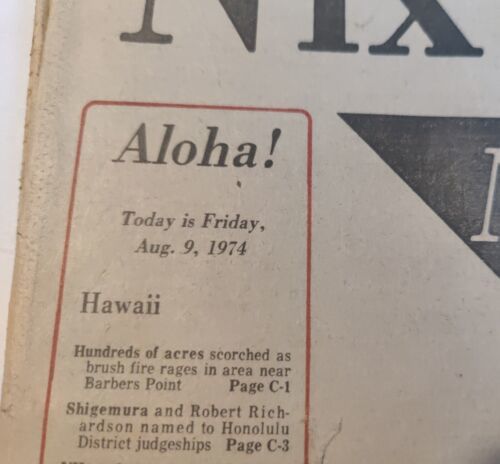 NIX
Aloha!
Today is Friday,
Aug. 9, 1974
Hawaii
Hundreds of acres scorched as
brush fire rages in area near
Barbers Point Page C-1
Shigemura and Robert Rich-
ardson named to Honolulu
District judgeships Page C-3